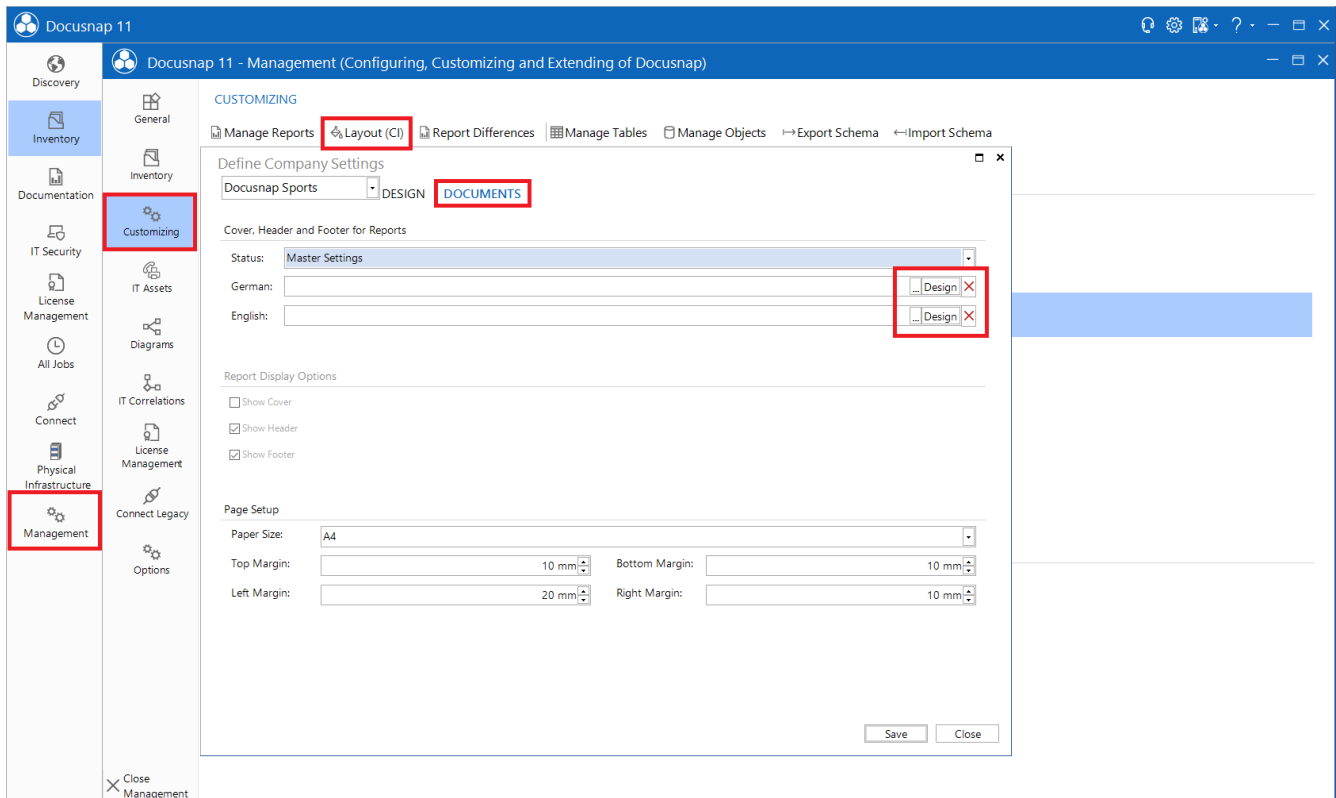 Docusnap 11
?
Discovery
Inventory
Documentation
IT Security
License
Management
All Jobs
Connect
Physical
Infrastructure
Management
Docusnap 11 - Management (Configuring, Customizing and Extending of Docusnap)
General
Inventory
Customizing
IT Assets
Diagrams
IT Correlations
License
Management
Connect Legacy
Options
Close
Management
CUSTOMIZING
Manage Reports Layout (CI) Report Differences Manage Tables Manage Objects Export Schema Import Schema
Define Company Settings
Docusnap Sports DESIGN DOCUMENTS
Cover, Header and Footer for Reports
Status: Master Settings
German: ... Design
English: ... Design
Report Display Options
Show Cover
Show Header
Show Footer
Page Setup
Paper Size: A4
Top Margin: 10 mm Bottom Margin: 10 mm
Left Margin: 20 mm Right Margin: 10 mm
Save Close